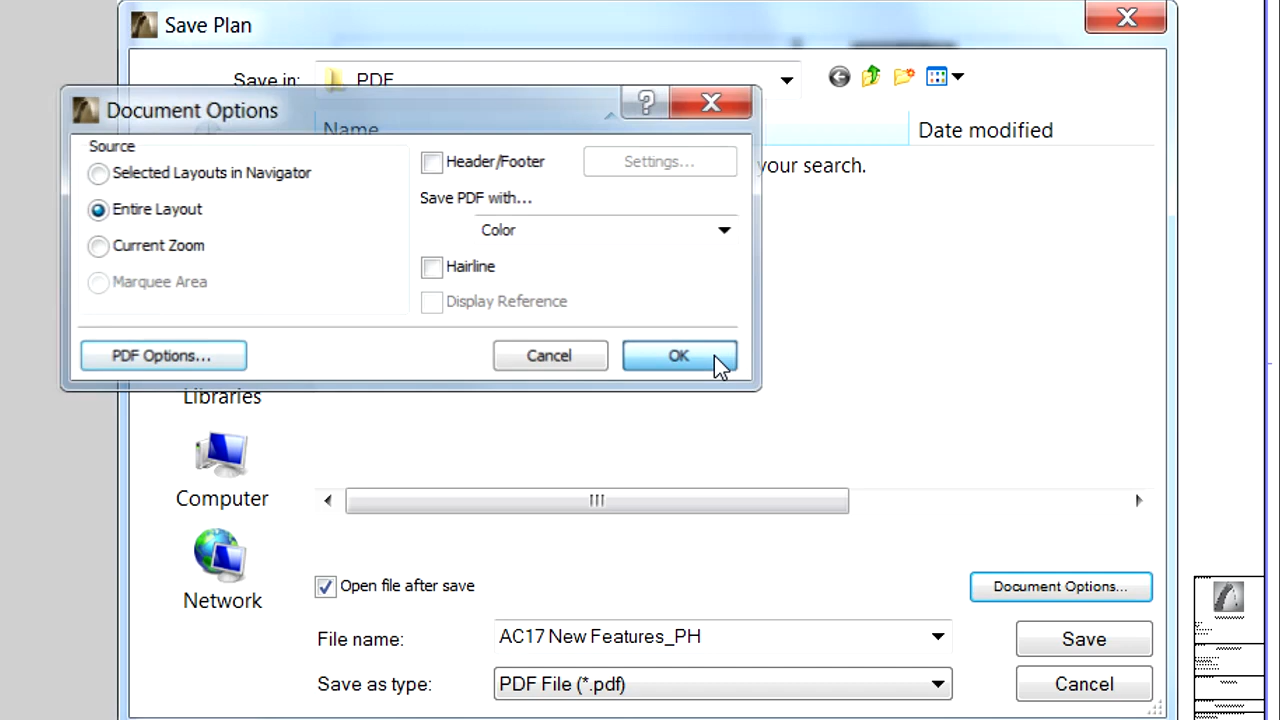 Save Plan
Save in: PDF
Document Options
Name
Date modified
your search.
Source
Selected Layouts in Navigator
Entire Layout
Current Zoom
Marquee Area
Header/Footer
Settings...
Save PDF with...
Color
Hairline
Display Reference
PDF Options...
Cancel
OK
Libraries
Computer
Network
Open file after save
Document Options...
File name:
AC17 New Features_PH
Save
Save as type:
PDF File (*.pdf)
Cancel